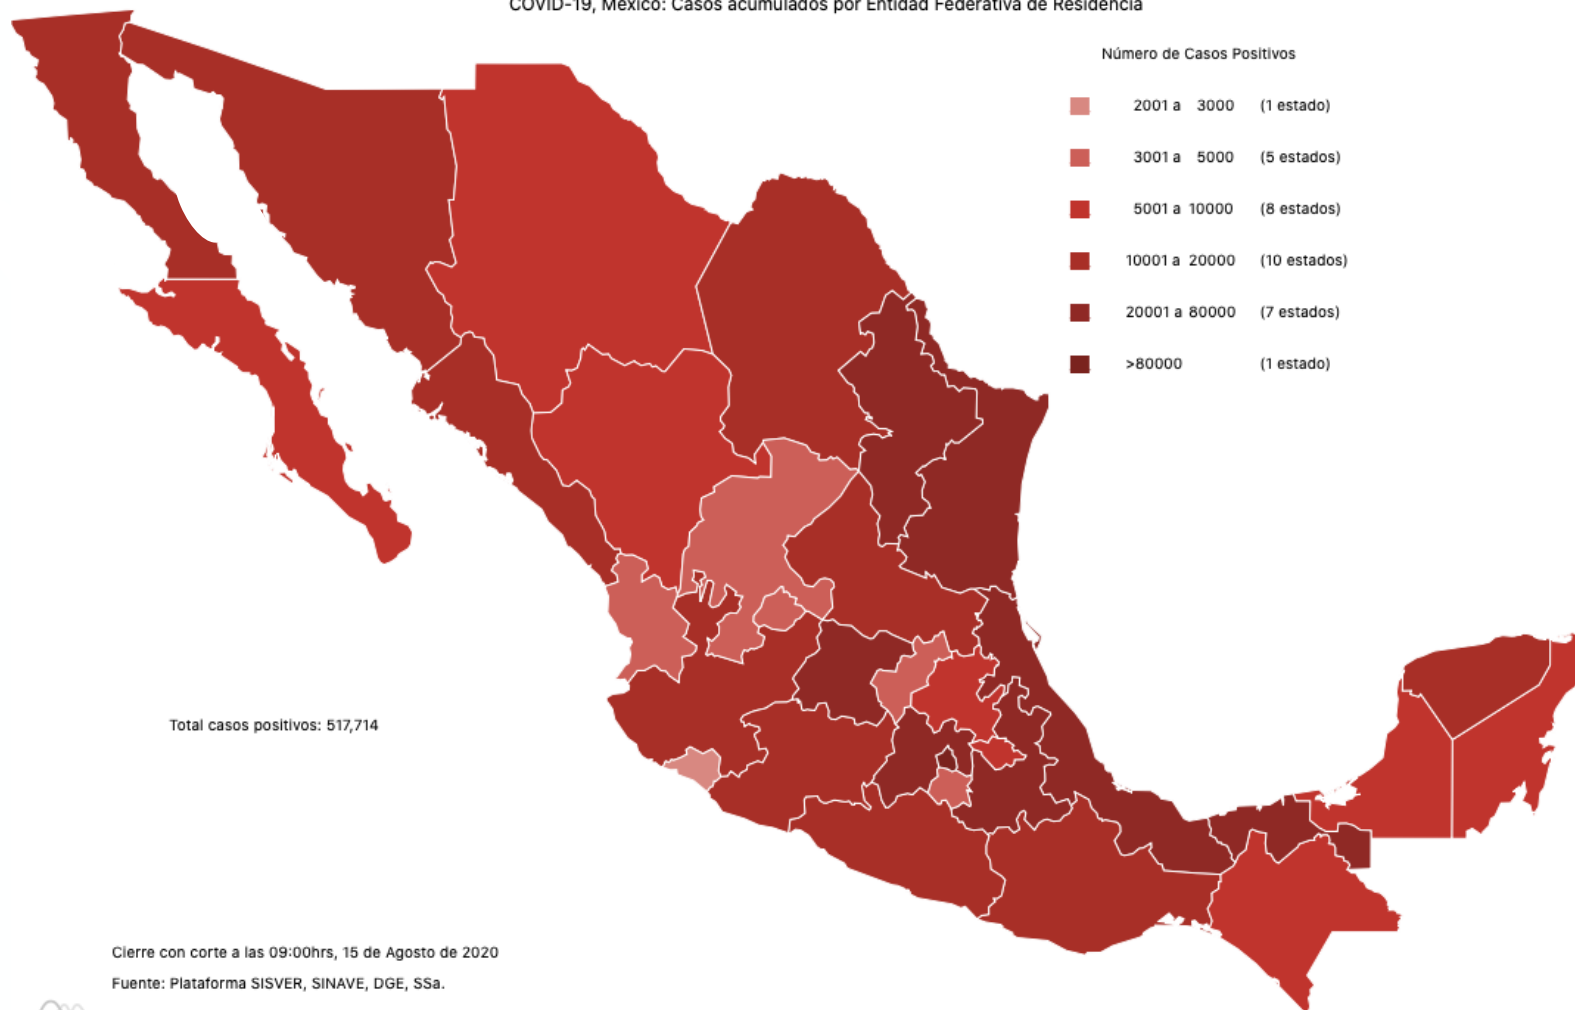 COVID-19, México: Casos acumulados por Entidad Federativa de Residencia
Número de Casos Positivos
2001 a 3000 (1 estado)
3001 a 5000 (5 estados)
5001 a 10000 (8 estados)
10001 a 20000 (10 estados)
20001 a 80000 (7 estados)
>80000 (1 estado)
Total casos positivos: 517,714
Cierre con corte a las 09:00hrs, 15 de Agosto de 2020
Fuente: Plataforma SISVER, SINAVE, DGE, SSa.